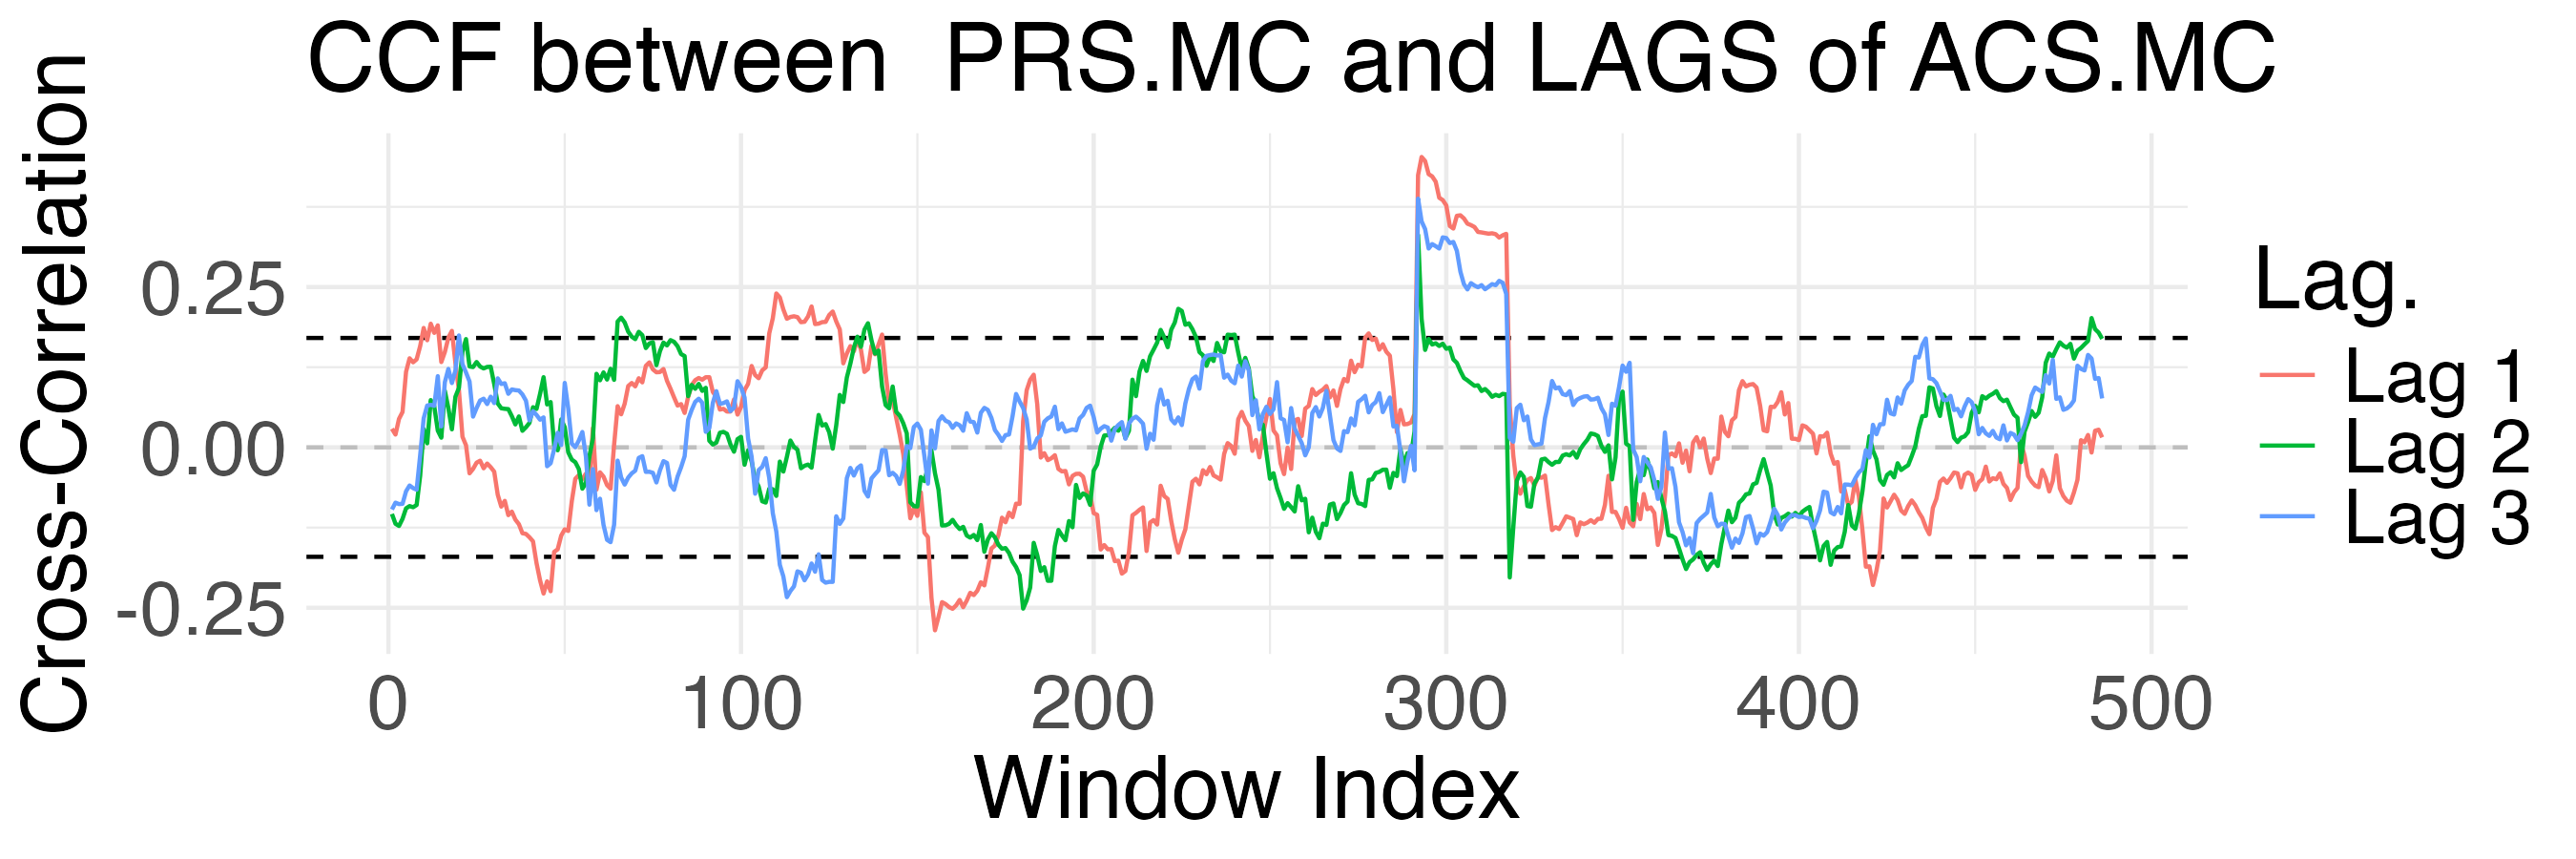 CCF between  PRS.MC and LAGS of ACS.MC
Cross-Correlation
0.25
0.00
-0.25
0 100 200 300 400 500
Window Index
Lag.
Lag 1
Lag 2
Lag 3